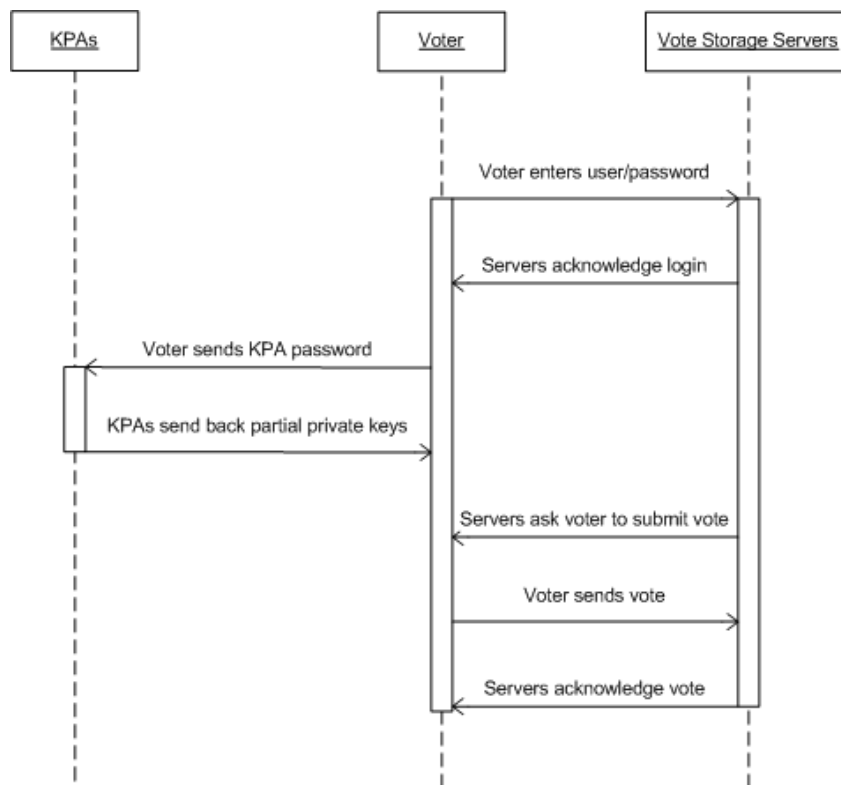 KPAs
Voter
Vote Storage Servers
Voter enters user/password
Servers acknowledge login
Voter sends KPA password
KPAs send back partial private keys
Servers ask voter to submit vote
Voter sends vote
Servers acknowledge vote